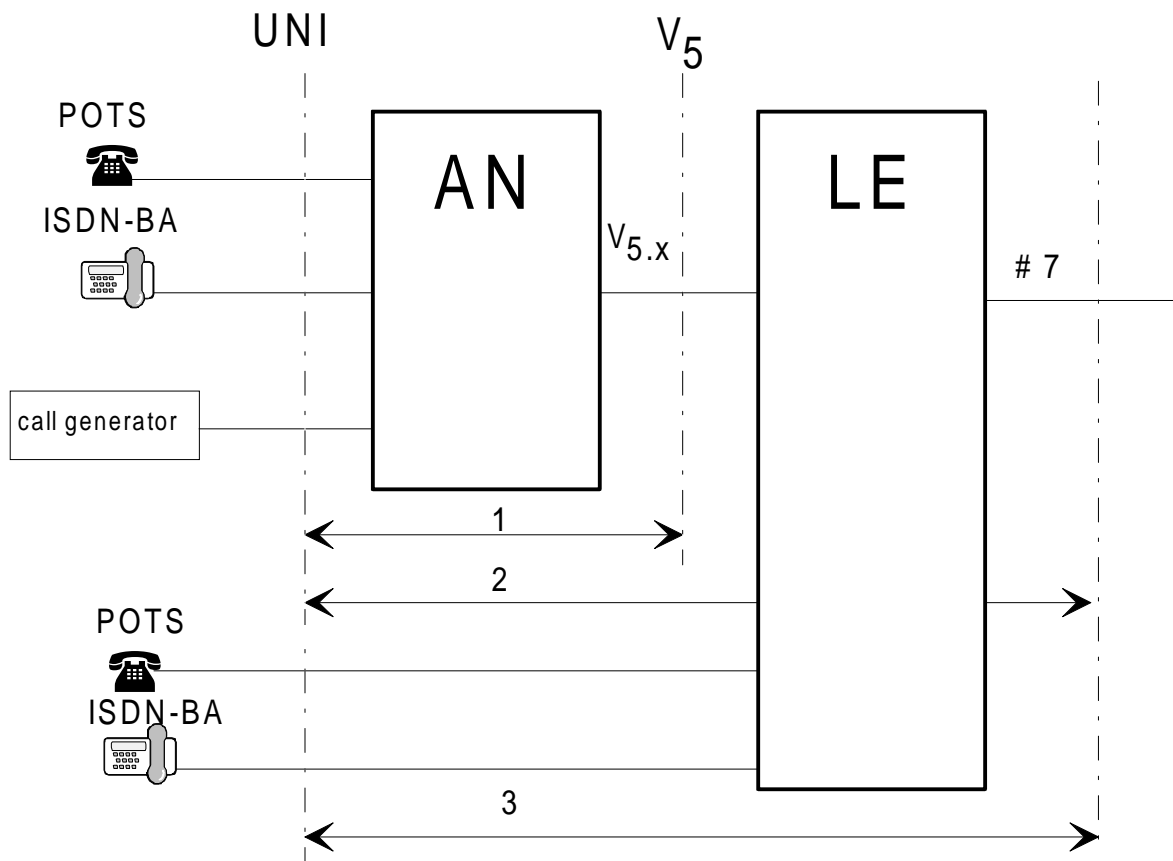 UNI
V5
POTS
AN
LE
ISDN-BA
V5.x
# 7
call generator
1
2
POTS
ISDN-BA
3